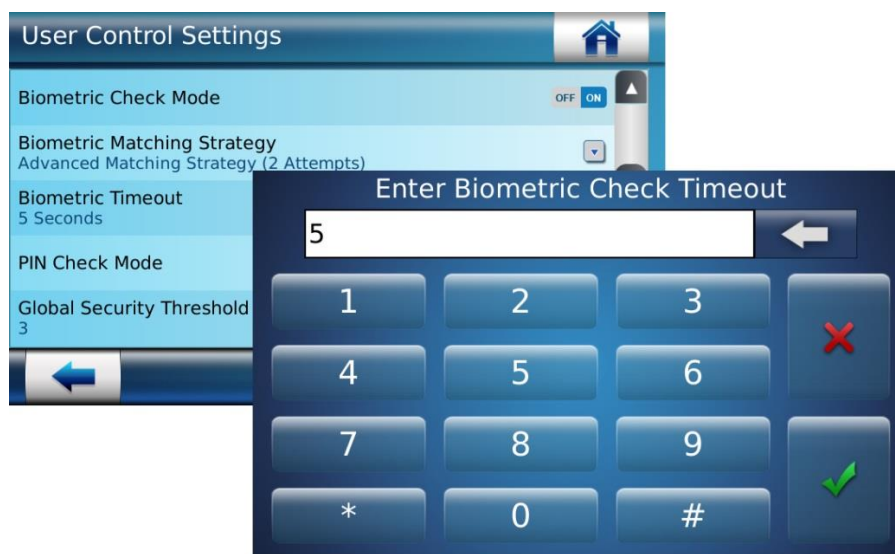 User Control Settings
Biometric Check Mode
OFF ON
Biometric Matching Strategy
Advanced Matching Strategy (2 Attempts)
Biometric Timeout
5 Seconds
PIN Check Mode
Global Security Threshold
3
Enter Biometric Check Timeout
5
1 2 3
4 5 6
7 8 9
* 0 #